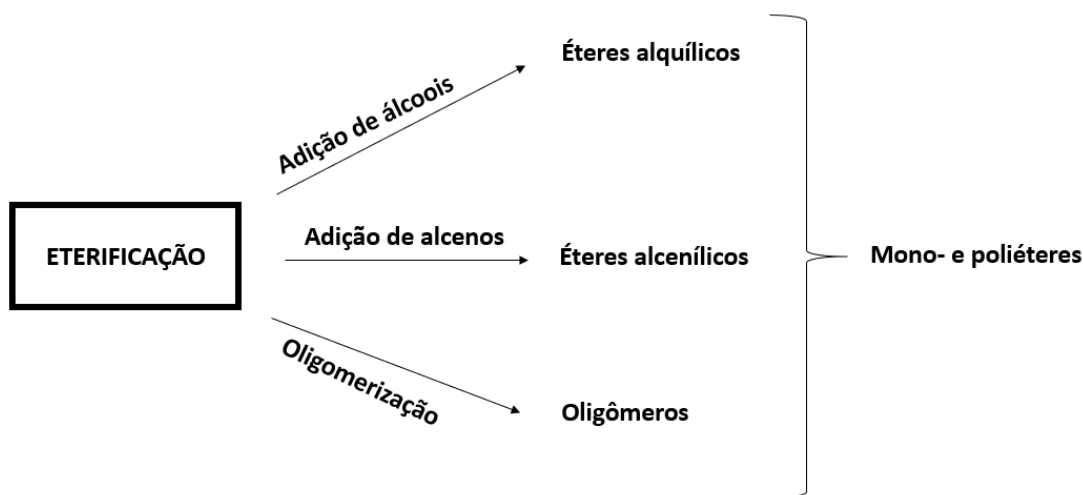 Éteres alquílicos
Adição de álcoois
ETERIFICAÇÃO
Adição de alcenos
Éteres alcenílicos
Mono- e poliéteres
Oligomerização
Oligômeros